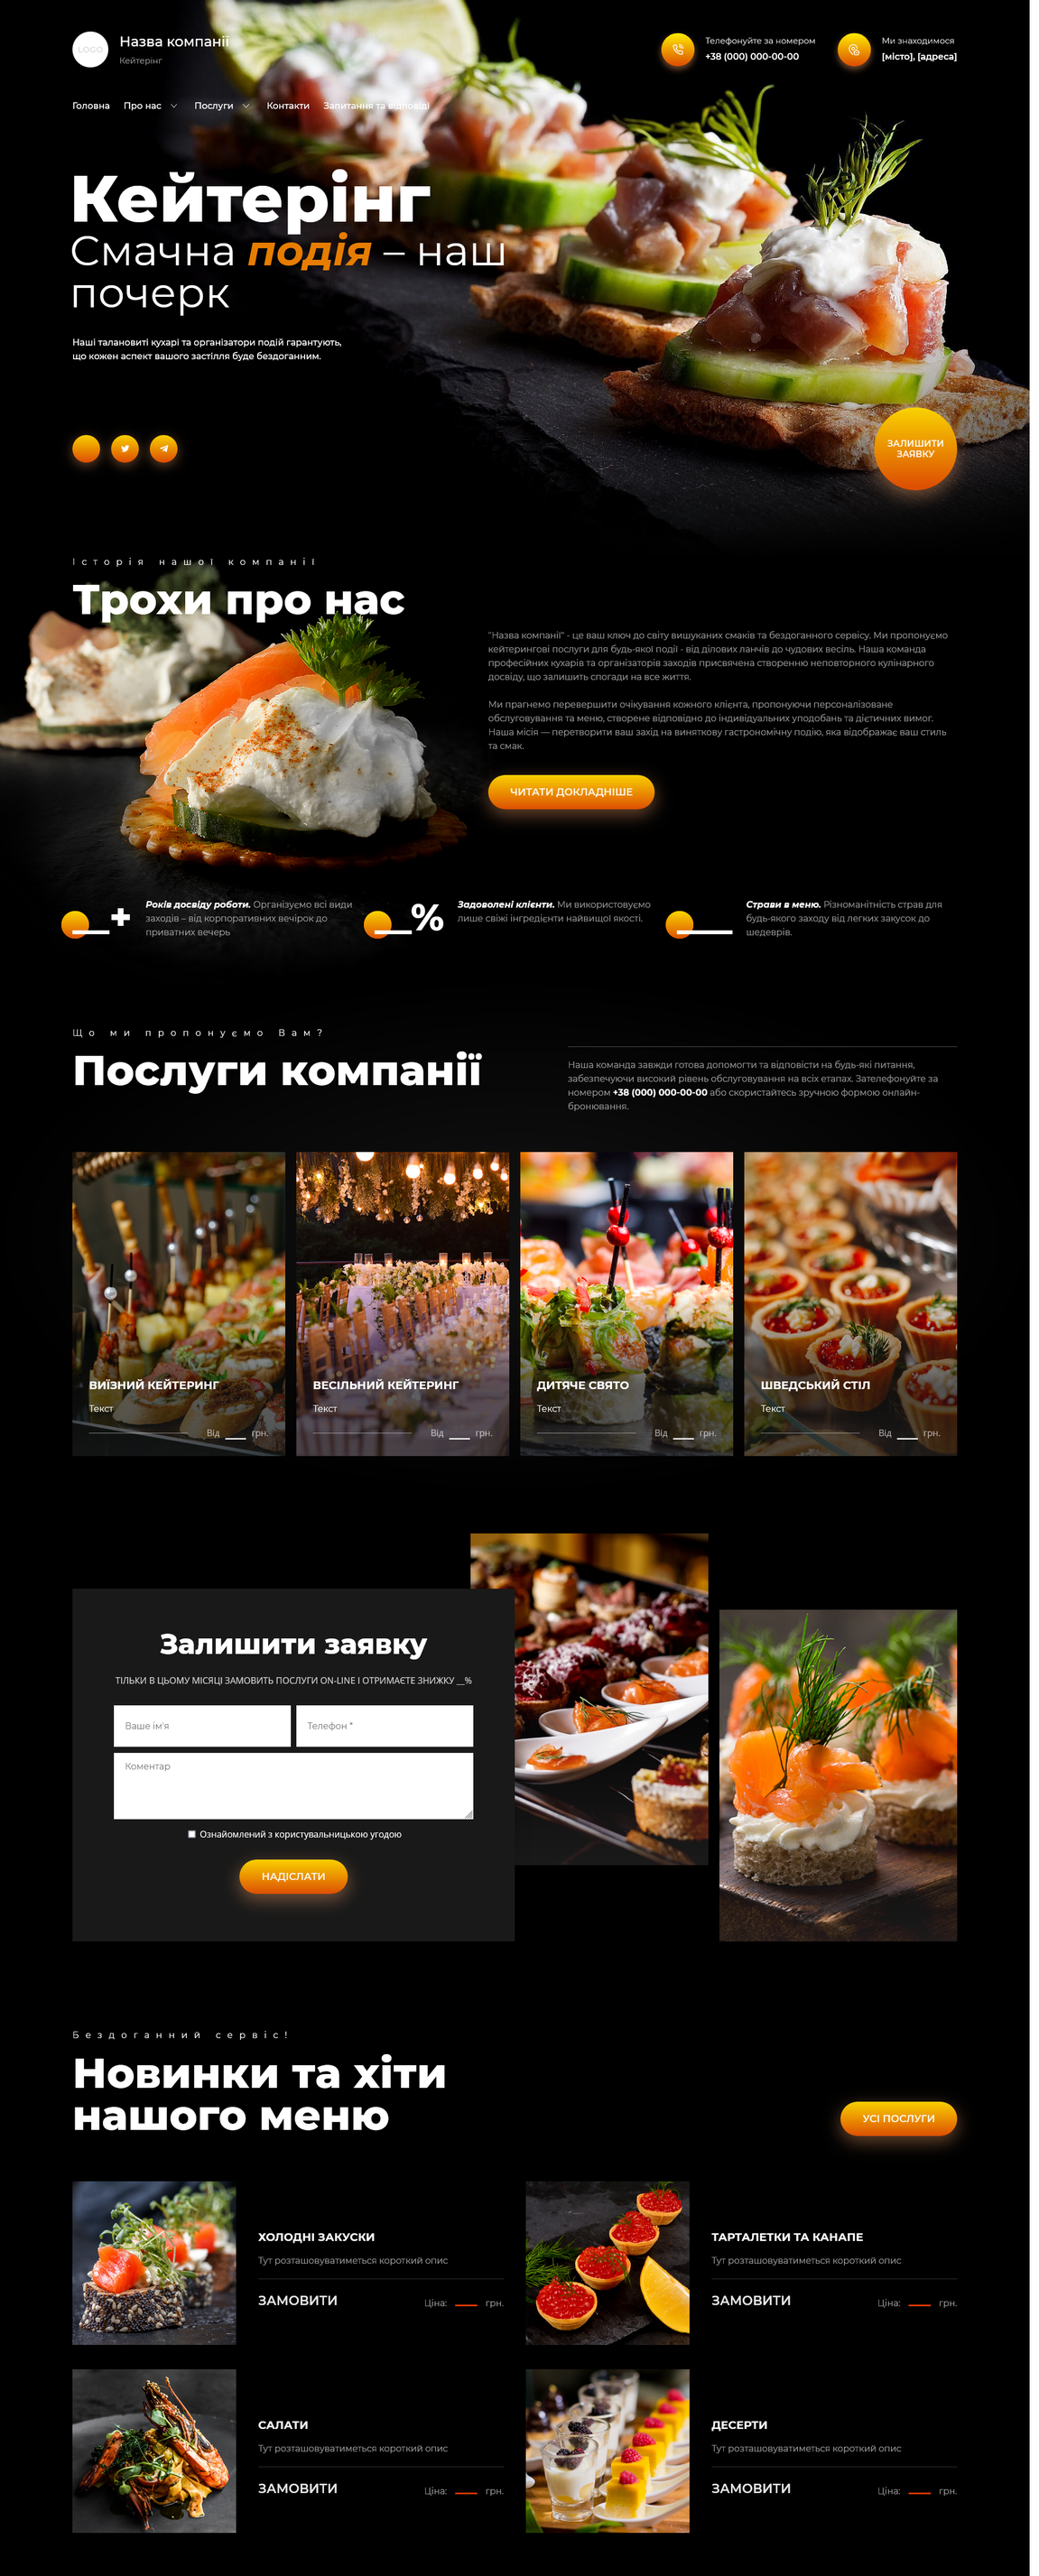 LOGO
Назва компанії
Кейтерінг
Телефонуйте за номером
+38 (000) 000-00-00
Ми знаходимося
[місто], [адреса]
Головна Про нас Послуги Контакти Запитання та відповіді
Кейтерінг
Смачна подія – наш
почерк
Наші талановиті кухарі та організатори подій гарантують,
що кожен аспект вашого застілля буде бездоганним.
ЗАЛИШИТИ
ЗАЯВКУ
Історія нашої компанії
Трохи про нас
"Назва компанії" - це ваш ключ до світу вишуканих смаків та бездоганного сервісу. Ми пропонуємо
кейтерингові послуги для будь-якої події - від ділових ланчів до чудових весіль. Наша команда
професійних кухарів та організаторів заходів присвячена створенню неповторного кулінарного
досвіду, що залишить спогади на все життя.
Ми прагнемо перевершити очікування кожного клієнта, пропонуючи персоналізоване
обслуговування та меню, створене відповідно до індивідуальних уподобань та дієтичних вимог.
Наша місія — перетворити ваш захід на виняткову гастрономічну подію, яка відображає ваш стиль
та смак.
ЧИТАТИ ДОКЛАДНІШЕ
__+
Років досвіду роботи. Організуємо всі види
заходів – від корпоративних вечірок до
приватних вечерь
__%
Задоволені клієнти. Ми використовуємо
лише свіжі інгредієнти найвищої якості.
___
Страви в меню. Різноманітність страв для
будь-якого заходу від легких закусок до
шедеврів.
Що ми пропонуємо Вам?
Послуги компанії
Наша команда завжди готова допомогти та відповісти на будь-які питання,
забезпечуючи високий рівень обслуговування на всіх етапах. Зателефонуйте за
номером +38 (000) 000-00-00 або скористайтесь зручною формою онлайн-
бронювання.
ВИЇЗНИЙ КЕЙТЕРИНГ
Текст
Від ___ грн.
ВЕСІЛЬНИЙ КЕЙТЕРИНГ
Текст
Від ___ грн.
ДИТЯЧЕ СВЯТО
Текст
Від ___ грн.
ШВЕДСЬКИЙ СТІЛ
Текст
Від ___ грн.
Залишити заявку
ТІЛЬКИ В ЦЬОМУ МІСЯЦІ ЗАМОВИТЬ ПОСЛУГИ ON-LINE І ОТРИМАЄТЕ ЗНИЖКУ __%
Ваше ім'я
Телефон *
Коментар
Ознайомлений з користувальницькою угодою
НАДІСЛАТИ
Бездоганний сервіс!
Новинки та хіти
нашого меню
УСІ ПОСЛУГИ
ХОЛОДНІ ЗАКУСКИ
Тут розташовуватиметься короткий опис
ЗАМОВИТИ Ціна: ___ грн.
ТАРТАЛЕТКИ ТА КАНАПЕ
Тут розташовуватиметься короткий опис
ЗАМОВИТИ Ціна: ___ грн.
САЛАТИ
Тут розташовуватиметься короткий опис
ЗАМОВИТИ Ціна: ___ грн.
ДЕСЕРТИ
Тут розташовуватиметься короткий опис
ЗАМОВИТИ Ціна: ___ грн.